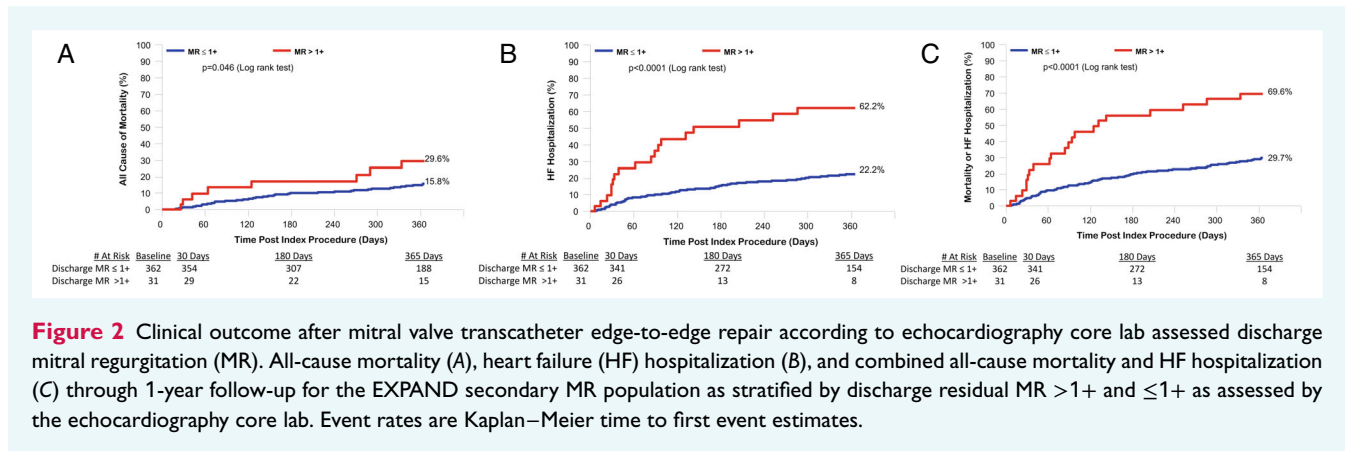 A
MR ≤ 1+ MR > 1+
p=0.046 (Log rank test)
All Cause of Mortality (%)
100
90
80
70
60
50
40
30
20
10
0
29.6%
15.8%
0 60 120 180 240 300 360
Time Post Index Procedure (Days)
# At Risk Baseline 30 Days 180 Days 365 Days
Discharge MR ≤ 1+ 362 354 307 188
Discharge MR >1+ 31 29 22 15
B
MR ≤ 1+ MR > 1+
p<0.0001 (Log rank test)
HF Hospitalization (%)
100
90
80
70
60
50
40
30
20
10
0
62.2%
22.2%
0 60 120 180 240 300 360
Time Post Index Procedure (Days)
# At Risk Baseline 30 Days 180 Days 365 Days
Discharge MR ≤ 1+ 362 341 272 154
Discharge MR >1+ 31 26 13 8
C
MR ≤ 1+ MR > 1+
p<0.0001 (Log rank test)
Mortality or HF Hospitalization (%)
100
90
80
70
60
50
40
30
20
10
0
69.6%
29.7%
0 60 120 180 240 300 360
Time Post Index Procedure (Days)
# At Risk Baseline 30 Days 180 Days 365 Days
Discharge MR ≤ 1+ 362 341 272 154
Discharge MR >1+ 31 26 13 8
Figure 2 Clinical outcome after mitral valve transcatheter edge-to-edge repair according to echocardiography core lab assessed discharge
mitral regurgitation (MR). All-cause mortality (A), heart failure (HF) hospitalization (B), and combined all-cause mortality and HF hospitalization
(C) through 1-year follow-up for the EXPAND secondary MR population as stratified by discharge residual MR >1+ and ≤1+ as assessed by
the echocardiography core lab. Event rates are Kaplan–Meier time to first event estimates.